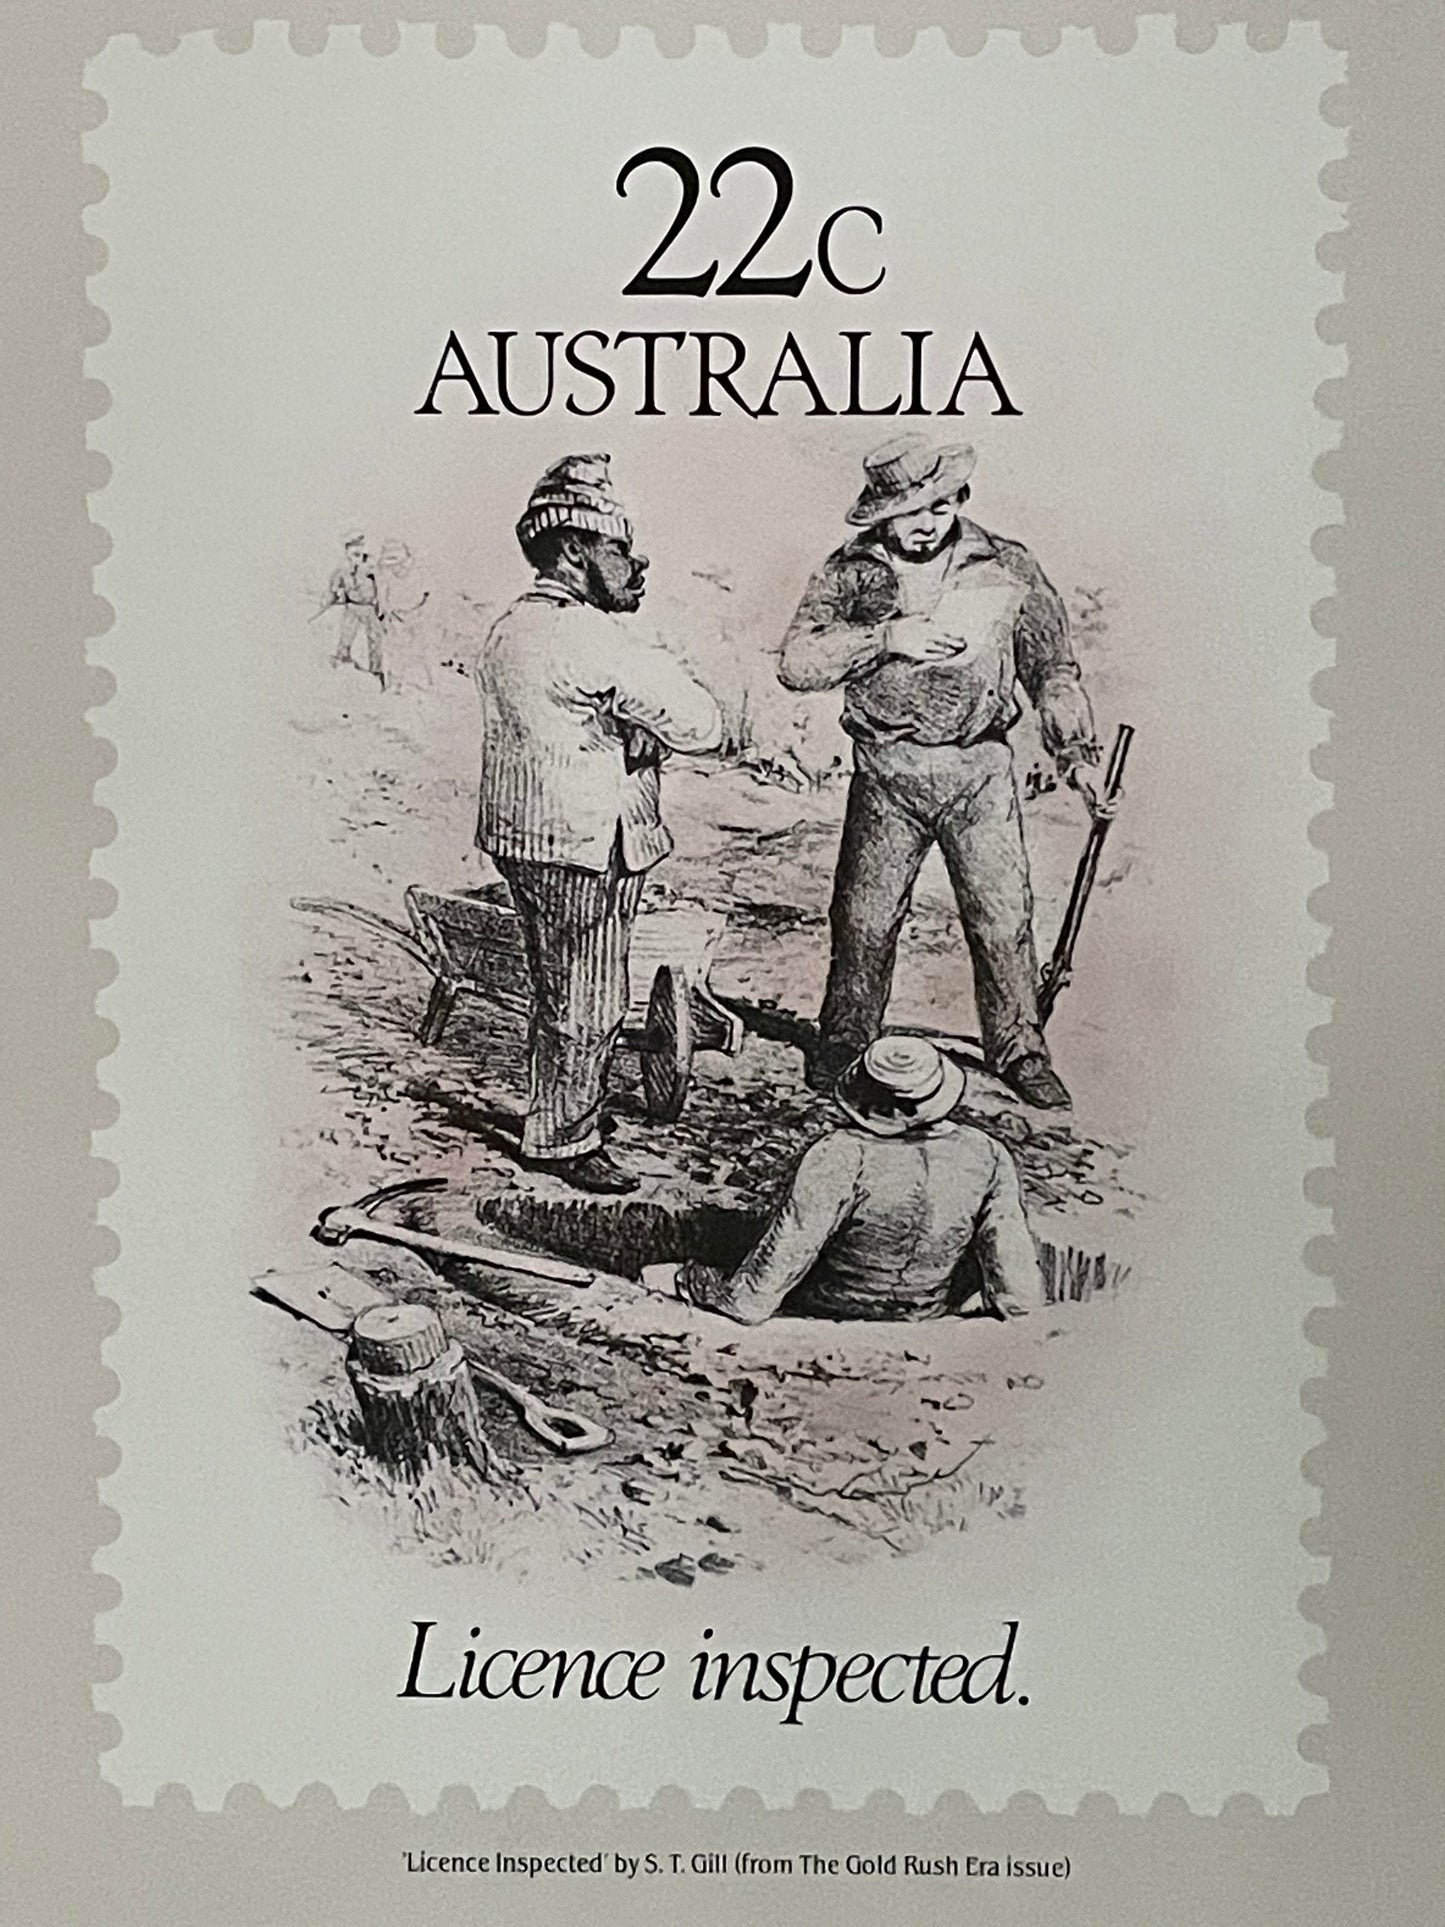 22c
AUSTRALIA
Licence inspected.
'Licence Inspected' by S. T. Gill (from The Gold Rush Era issue)